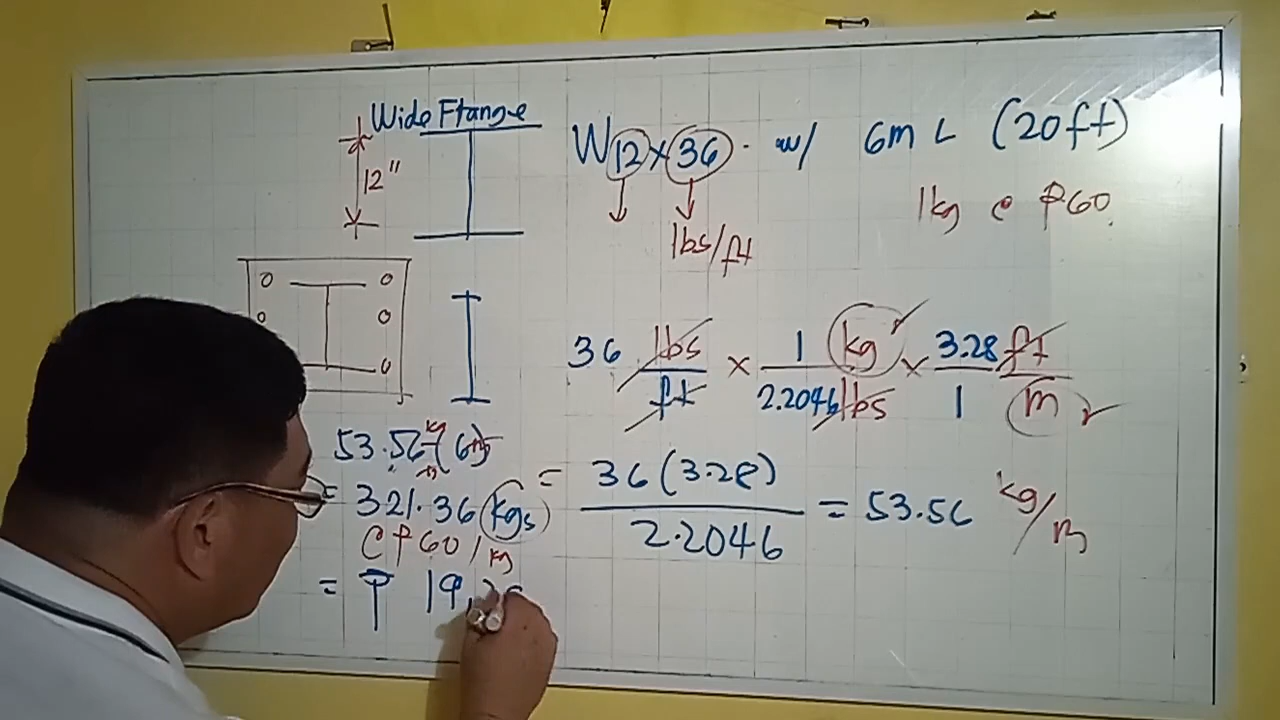 Wide Flange
12"
W12x36 - w/ 6m L (20ft)
lbs/ft
1kg @ ₱60.
36 lbs/ft x 1 kg/2.2046 lbs x 3.28 ft/1 m
= 36(3.28)/2.2046 = 53.56 kg/m
53.56 kg/m (6m)
= 321.36 kgs
@ ₱60/kg
= ₱ 19,